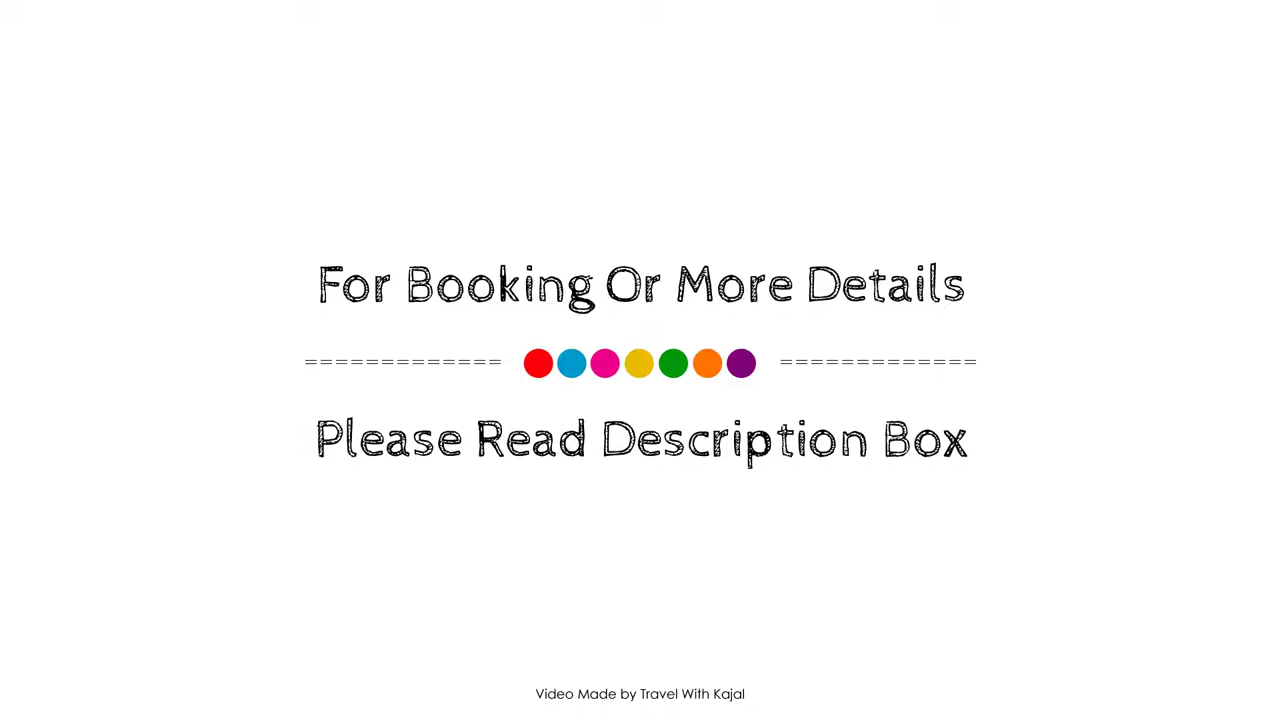 For Booking Or More Details
============= =============
Please Read Description Box
Video Made by Travel With Kajal